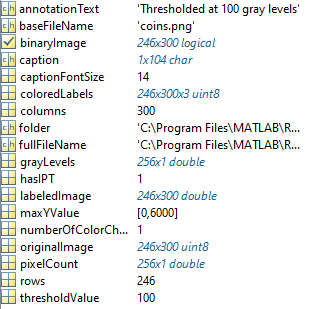 annotationText 'Thresholded at 100 gray levels'
baseFileName 'coins.png'
binaryImage 246x300 logical
caption 1x104 char
captionFontSize 14
coloredLabels 246x300x3 uint8
columns 300
folder 'C:\Program Files\MATLAB\R...
fullFileName 'C:\Program Files\MATLAB\R...
grayLevels 256x1 double
hasIPT 1
labeledImage 246x300 double
maxYValue [0,6000]
numberOfColorCh... 1
originalImage 246x300 uint8
pixelCount 256x1 double
rows 246
thresholdValue 100